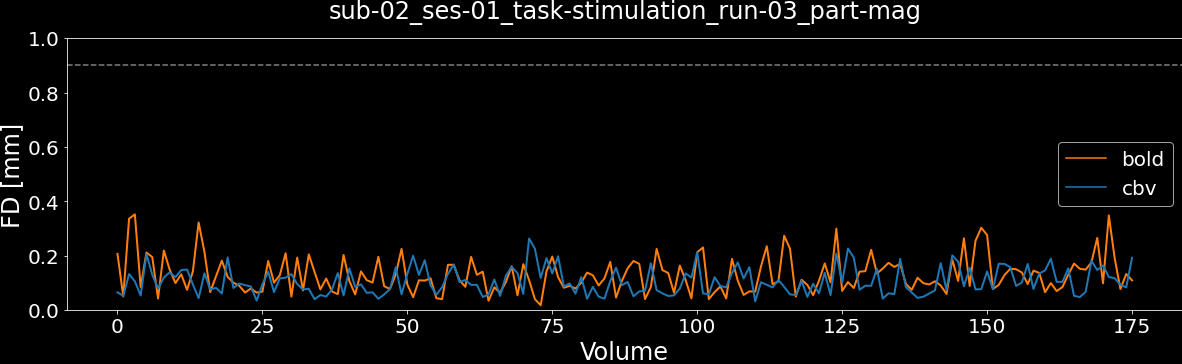 sub-02_ses-01_task-stimulation_run-03_part-mag
1.0
0.8
0.6
0.4
0.2
0.0
FD [mm]
bold
cbv
0 25 50 75 100 125 150 175
Volume